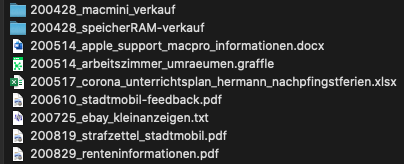 200428_macmini_verkauf
200428_speicherRAM-verkauf
200514_apple_support_macpro_informationen.docx
200514_arbeitszimmer_umraeumen.graffle
200517_corona_unterrichtsplan_hermann_nachpfingstferien.xlsx
200610_stadtmobil-feedback.pdf
200725_ebay_kleinanzeigen.txt
200819_strafzettel_stadtmobil.pdf
200829_renteninformationen.pdf